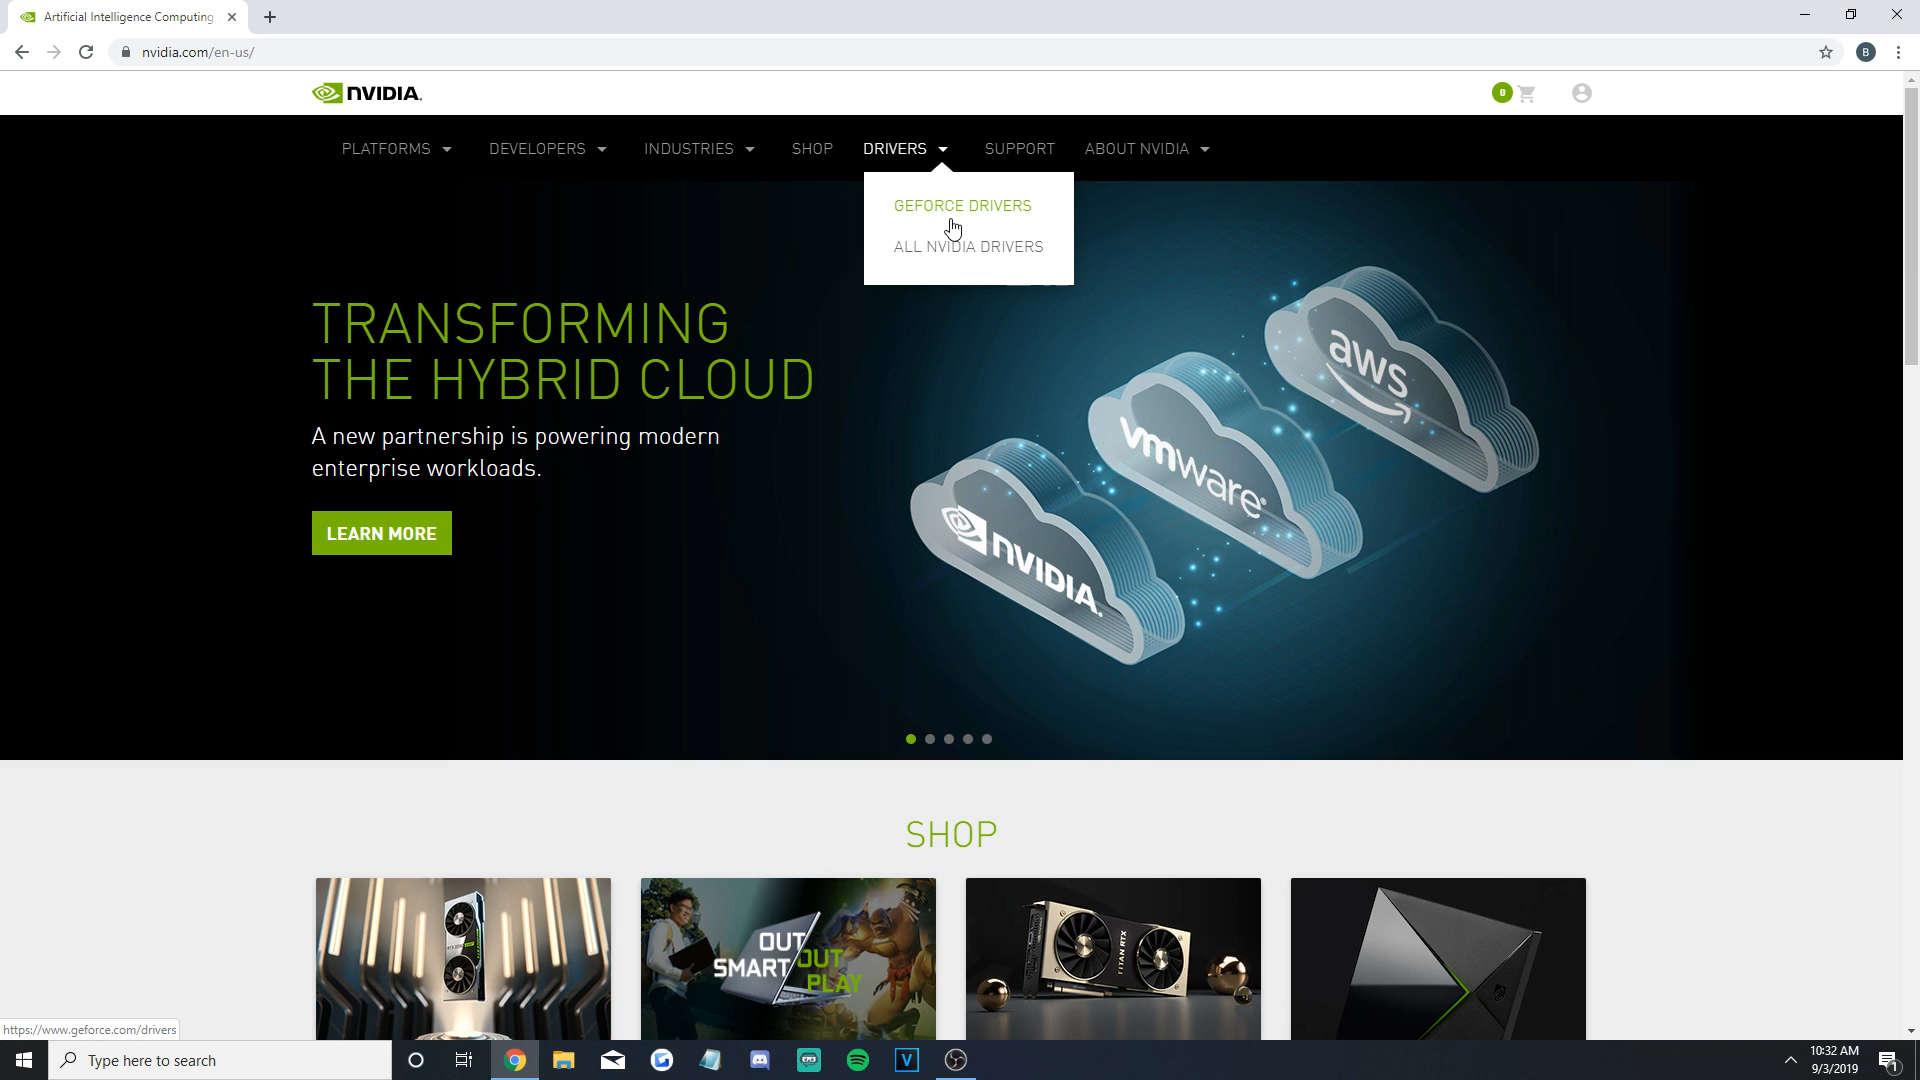 Artificial Intelligence Computing
nvidia.com/en-us/
B
NVIDIA.
0
PLATFORMS
DEVELOPERS
INDUSTRIES
SHOP
DRIVERS
SUPPORT
ABOUT NVIDIA
GEFORCE DRIVERS
ALL NVIDIA DRIVERS
TRANSFORMING
THE HYBRID CLOUD
A new partnership is powering modern
enterprise workloads.
LEARN MORE
aws
vmware®
NVIDIA.
SHOP
OUT
SMART
OUT
PLAY
TITAN RTX
https://www.geforce.com/drivers
Type here to search
V
10:32 AM
9/3/2019
1